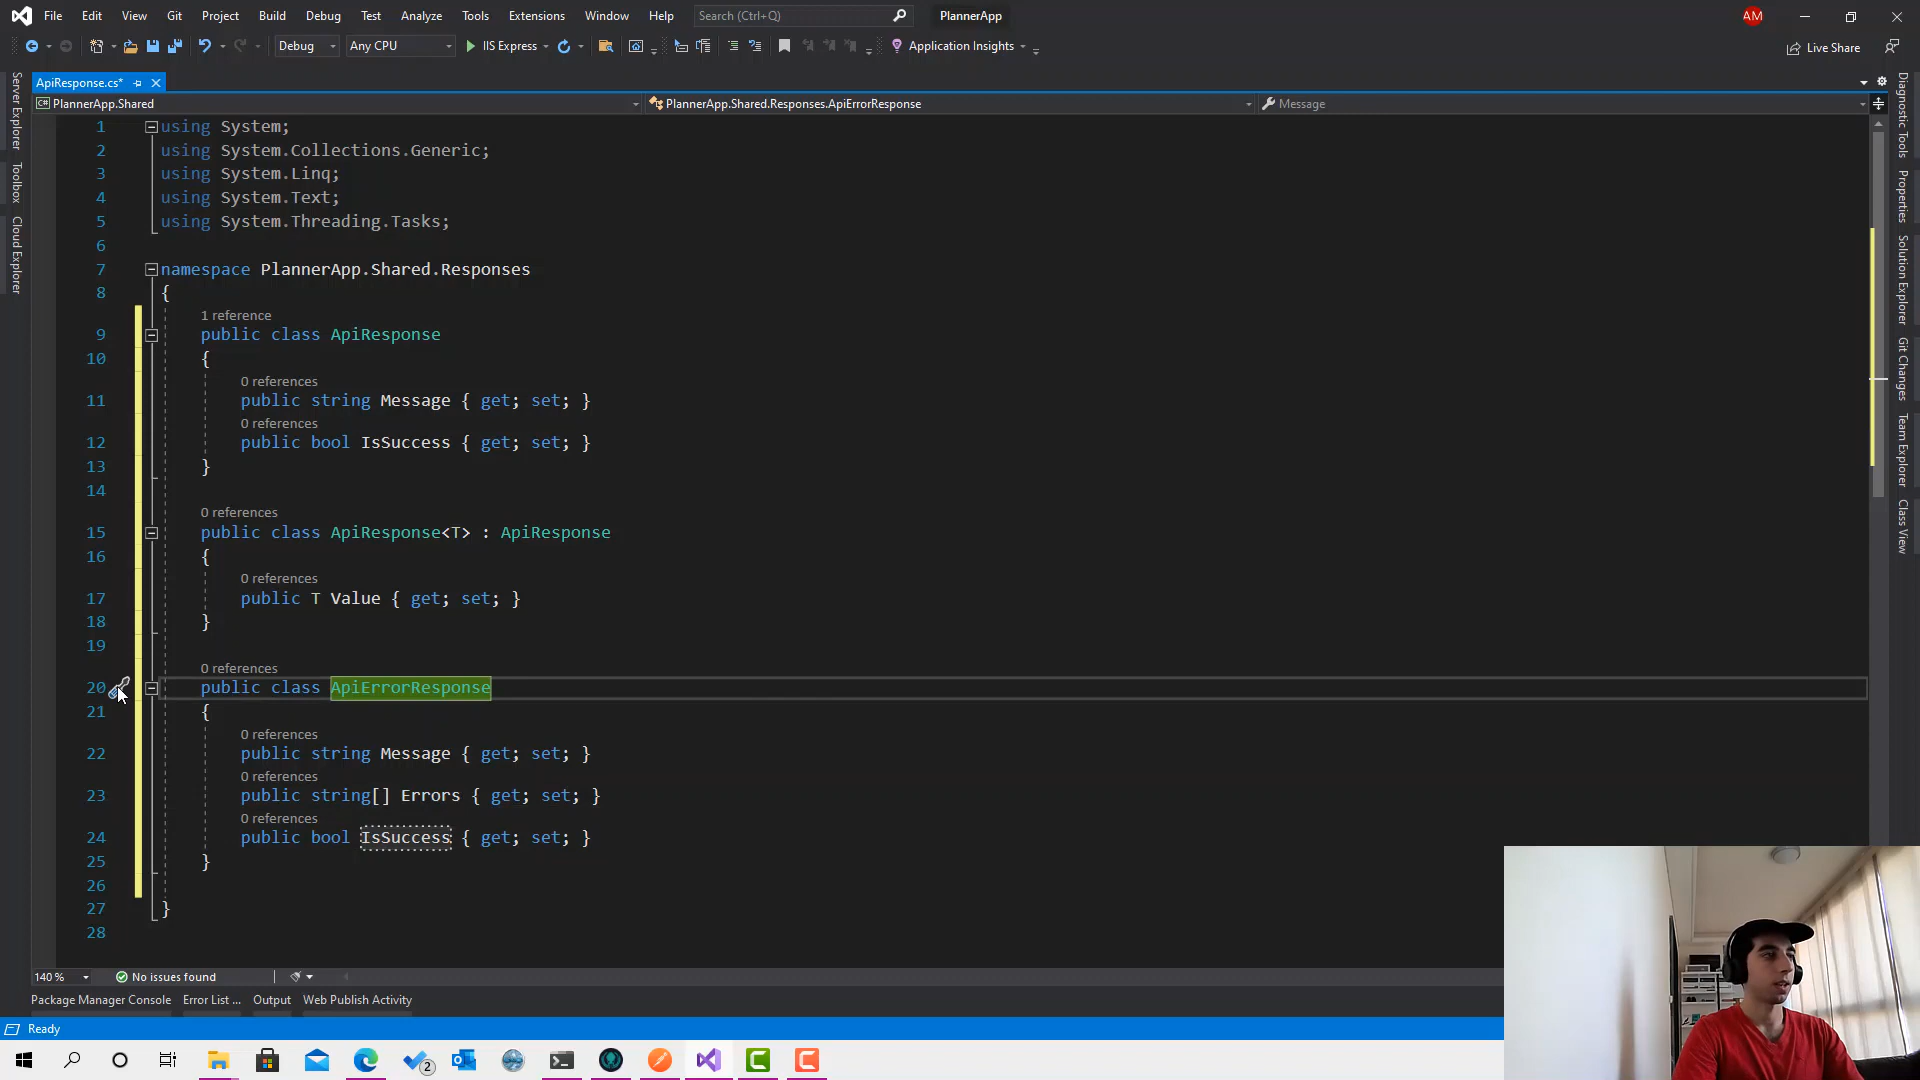 File Edit View Git Project Build Debug Test Analyze Tools Extensions Window Help Search (Ctrl+Q) PlannerApp AM
Debug Any CPU IIS Express Application Insights Live Share
ApiResponse.cs*
PlannerApp.Shared PlannerApp.Shared.Responses.ApiErrorResponse Message
Server Explorer
Toolbox
Cloud Explorer
1 using System;
2 using System.Collections.Generic;
3 using System.Linq;
4 using System.Text;
5 using System.Threading.Tasks;
6
7 namespace PlannerApp.Shared.Responses
8 {
1 reference
9 public class ApiResponse
10 {
0 references
11 public string Message { get; set; }
0 references
12 public bool IsSuccess { get; set; }
13 }
14
0 references
15 public class ApiResponse<T> : ApiResponse
16 {
0 references
17 public T Value { get; set; }
18 }
19
0 references
20 public class ApiErrorResponse
21 {
0 references
22 public string Message { get; set; }
0 references
23 public string[] Errors { get; set; }
0 references
24 public bool IsSuccess { get; set; }
25 }
26
27 }
28
Diagnostic Tools
Properties
Solution Explorer
Git Changes
Team Explorer
Class View
140 % No issues found
Package Manager Console Error List ... Output Web Publish Activity
Ready
2